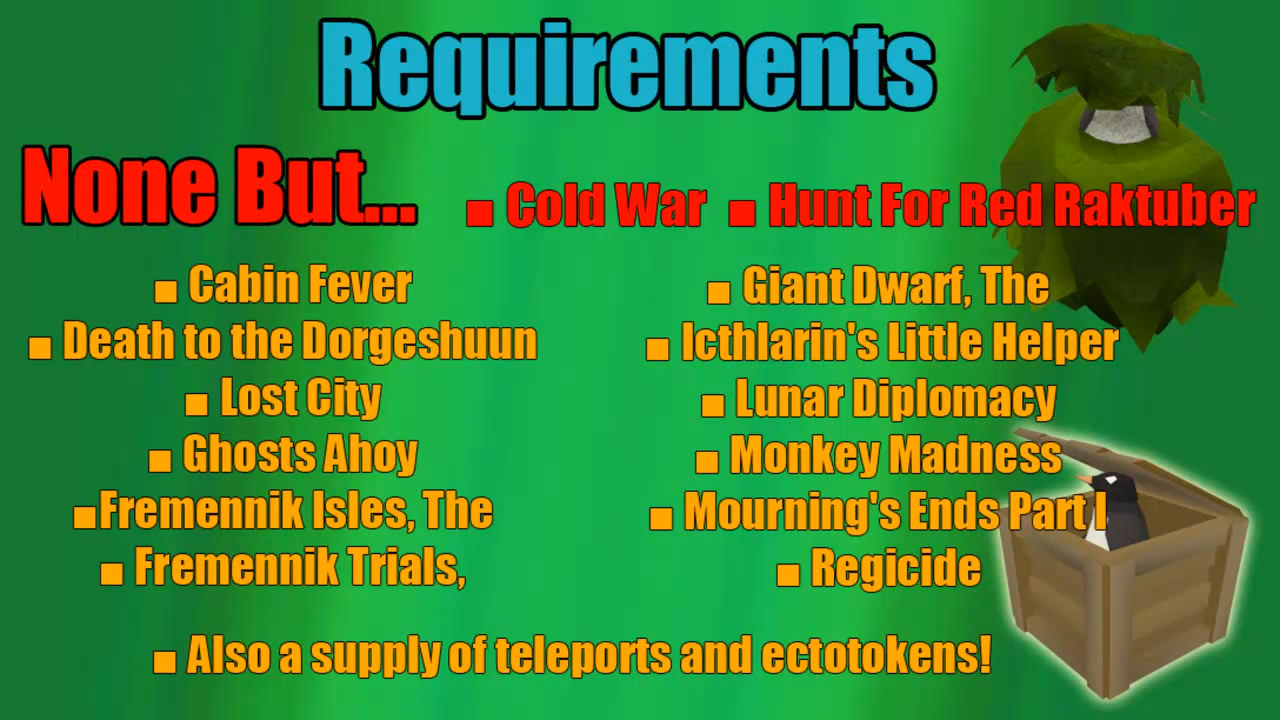 Requirements
None But... ■ Cold War ■ Hunt For Red Raktuber
■ Cabin Fever
■ Death to the Dorgeshuun
■ Lost City
■ Ghosts Ahoy
■Fremennik Isles, The
■ Fremennik Trials,
■ Giant Dwarf, The
■ Icthlarin's Little Helper
■ Lunar Diplomacy
■ Monkey Madness
■ Mourning's Ends Part I
■ Regicide
■ Also a supply of teleports and ectotokens!